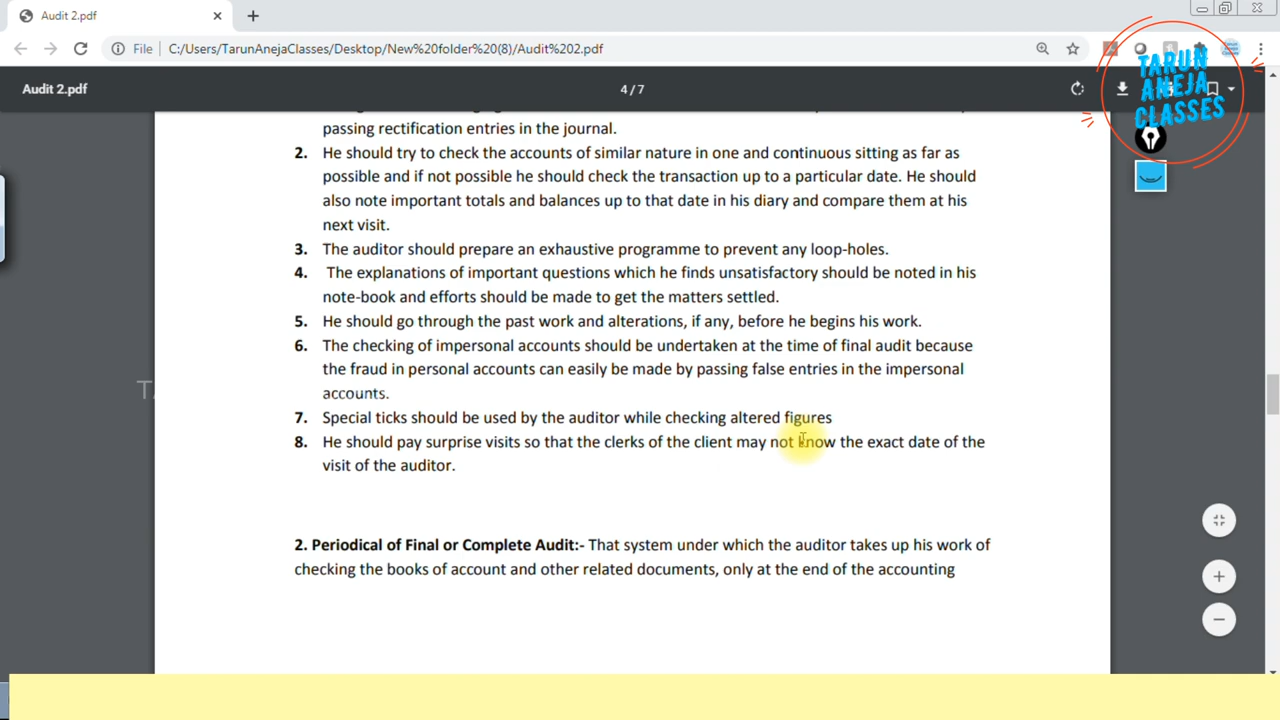 Audit 2.pdf
File
C:/Users/TarunAnejaClasses/Desktop/New%20folder%20(8)/Audit%202.pdf
Audit 2.pdf
4 / 7
TARUN
ANEJA
CLASSES
passing rectification entries in the journal.
2. He should try to check the accounts of similar nature in one and continuous sitting as far as
possible and if not possible he should check the transaction up to a particular date. He should
also note important totals and balances up to that date in his diary and compare them at his
next visit.
3. The auditor should prepare an exhaustive programme to prevent any loop-holes.
4. The explanations of important questions which he finds unsatisfactory should be noted in his
note-book and efforts should be made to get the matters settled.
5. He should go through the past work and alterations, if any, before he begins his work.
6. The checking of impersonal accounts should be undertaken at the time of final audit because
the fraud in personal accounts can easily be made by passing false entries in the impersonal
accounts.
7. Special ticks should be used by the auditor while checking altered figures
8. He should pay surprise visits so that the clerks of the client may not know the exact date of the
visit of the auditor.
2. Periodical of Final or Complete Audit:- That system under which the auditor takes up his work of
checking the books of account and other related documents, only at the end of the accounting